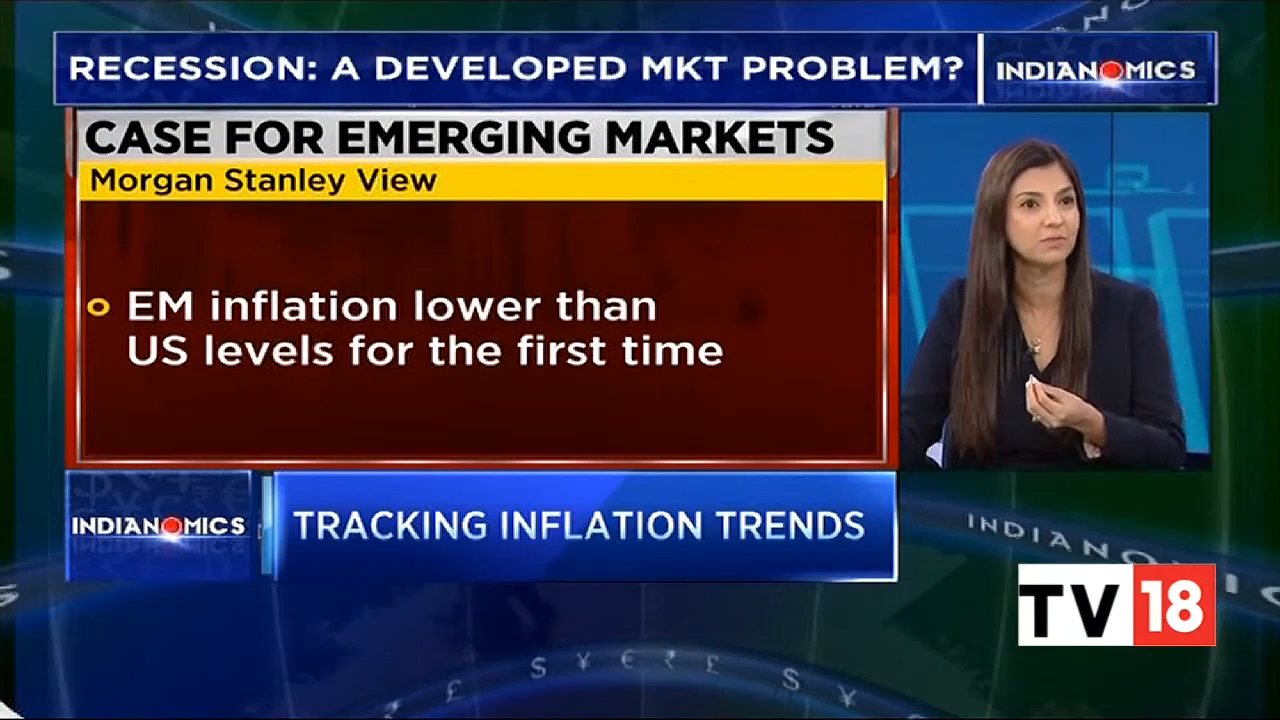 RECESSION: A DEVELOPED MKT PROBLEM?
INDIANOMICS
CASE FOR EMERGING MARKETS
Morgan Stanley View
EM inflation lower than
US levels for the first time
INDIANOMICS
TRACKING INFLATION TRENDS
INDIANOMICS
TV18
$ ¥ € ₹ £ $ ¥